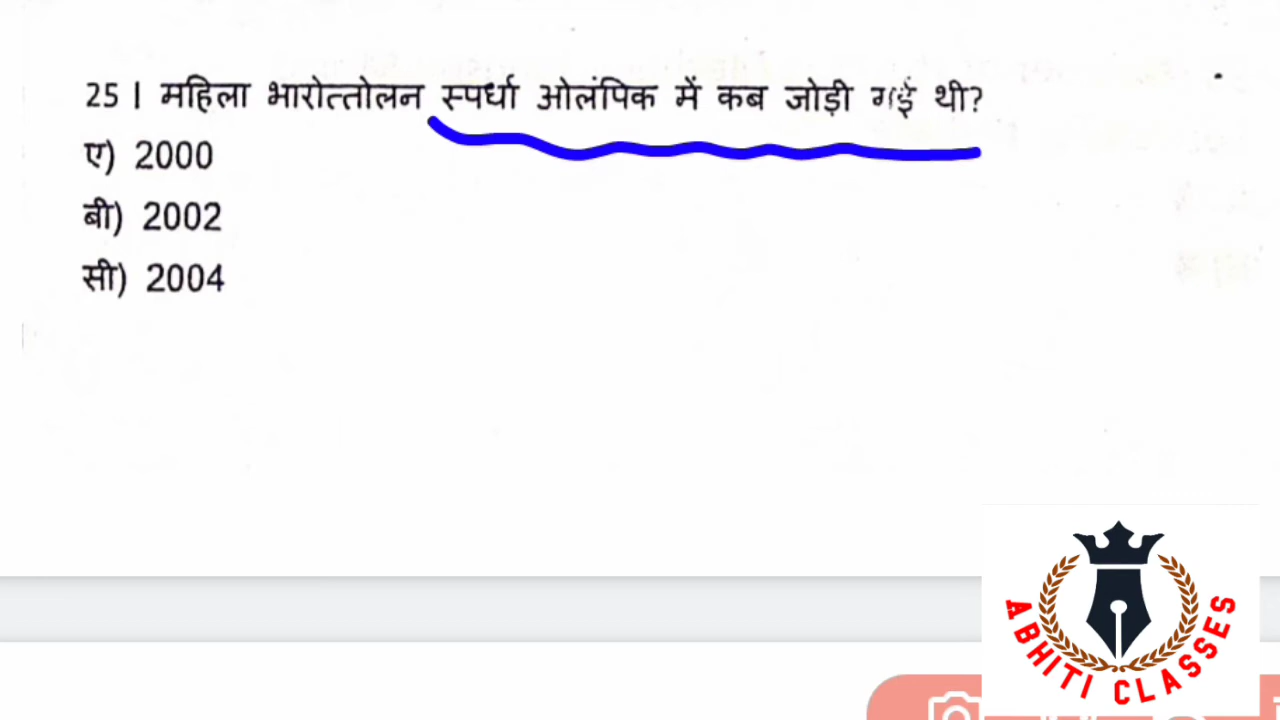 25 । महिला भारोत्तोलन स्पर्धा ओलंपिक में कब जोड़ी गई थी?
ए) 2000
बी) 2002
सी) 2004
ABHITI CLASSES